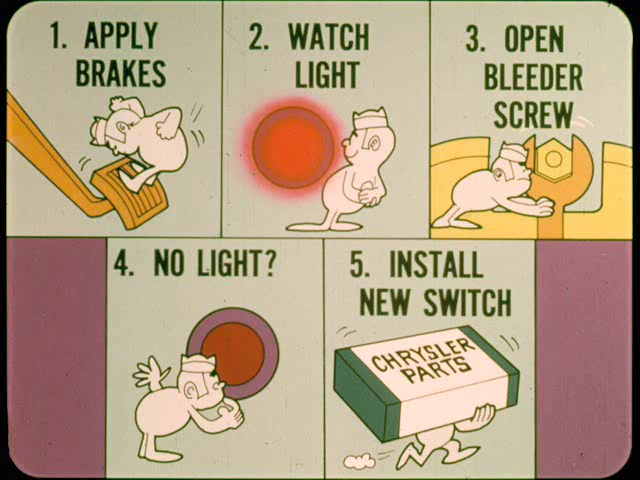 1. APPLY
BRAKES
2. WATCH
LIGHT
3. OPEN
BLEEDER
SCREW
4. NO LIGHT?
5. INSTALL
NEW SWITCH
CHRYSLER
PARTS